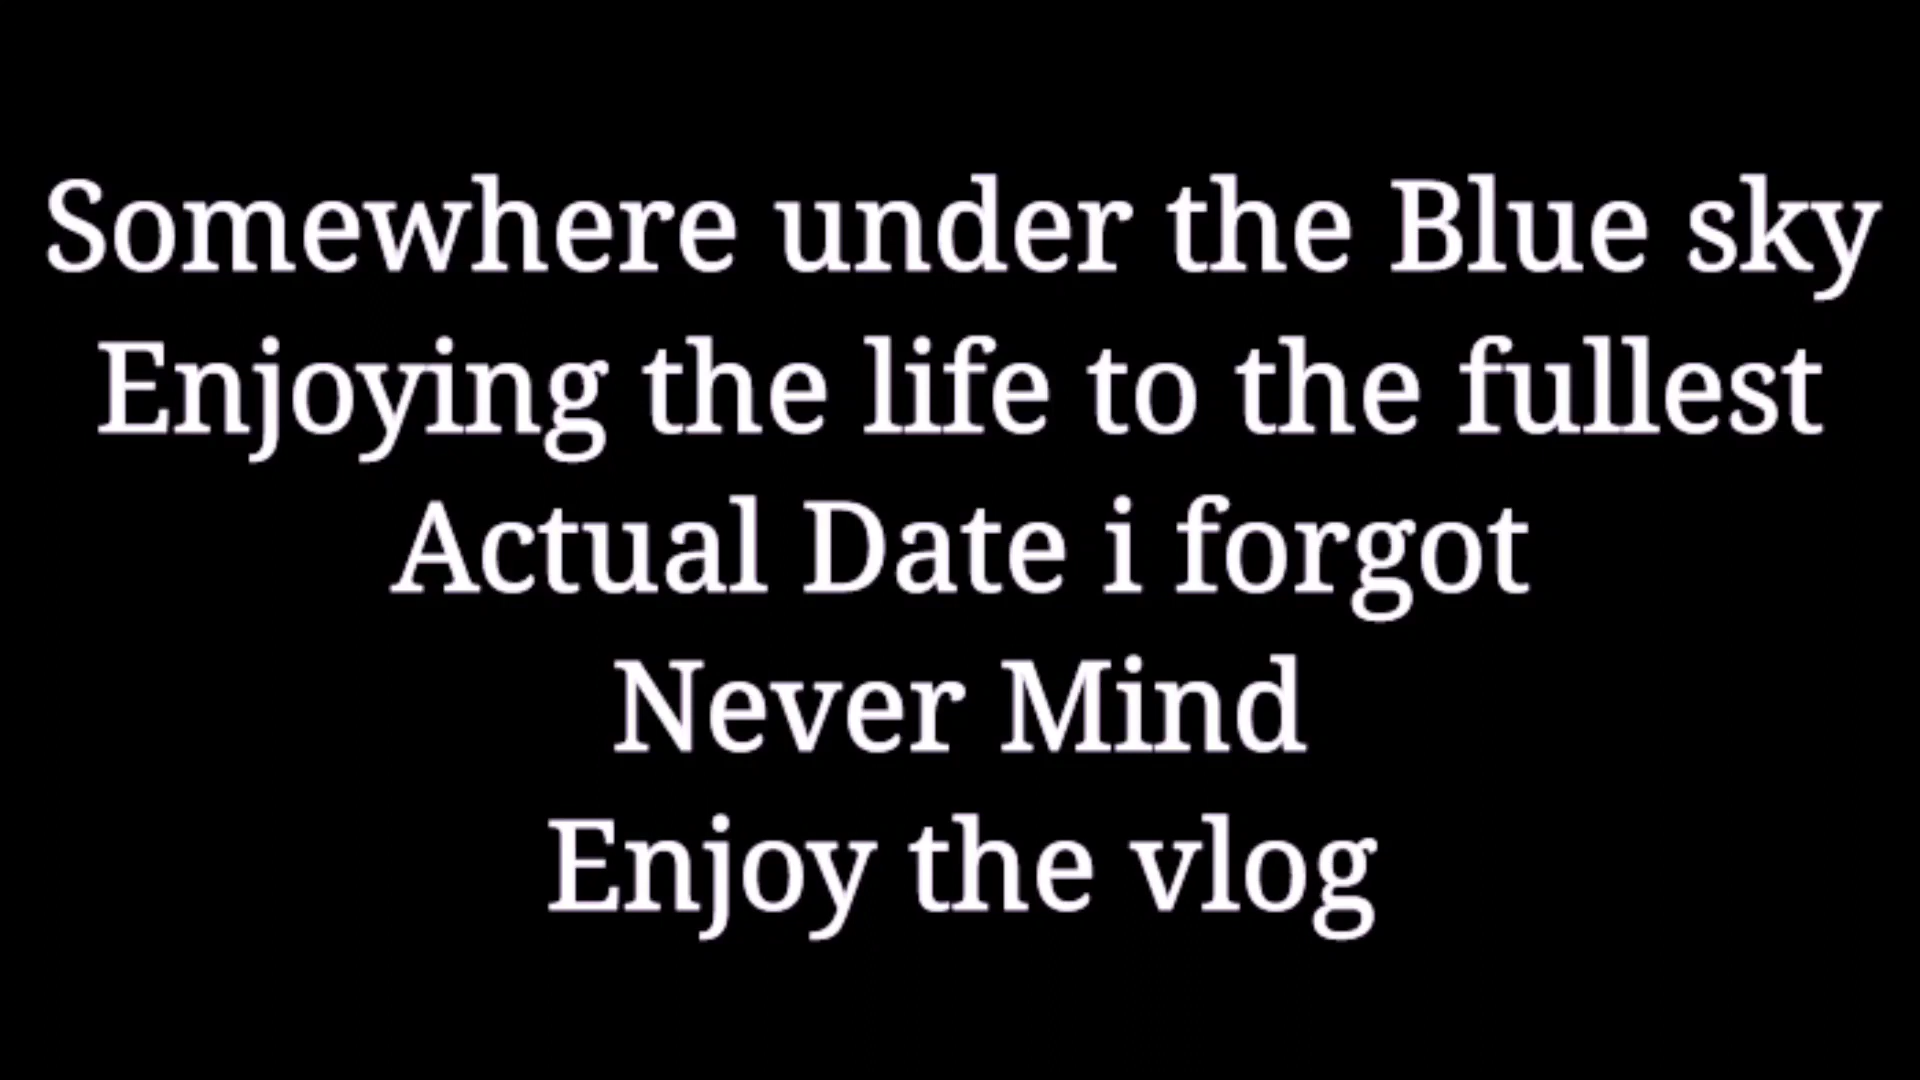 Somewhere under the Blue sky
Enjoying the life to the fullest
Actual Date i forgot
Never Mind
Enjoy the vlog